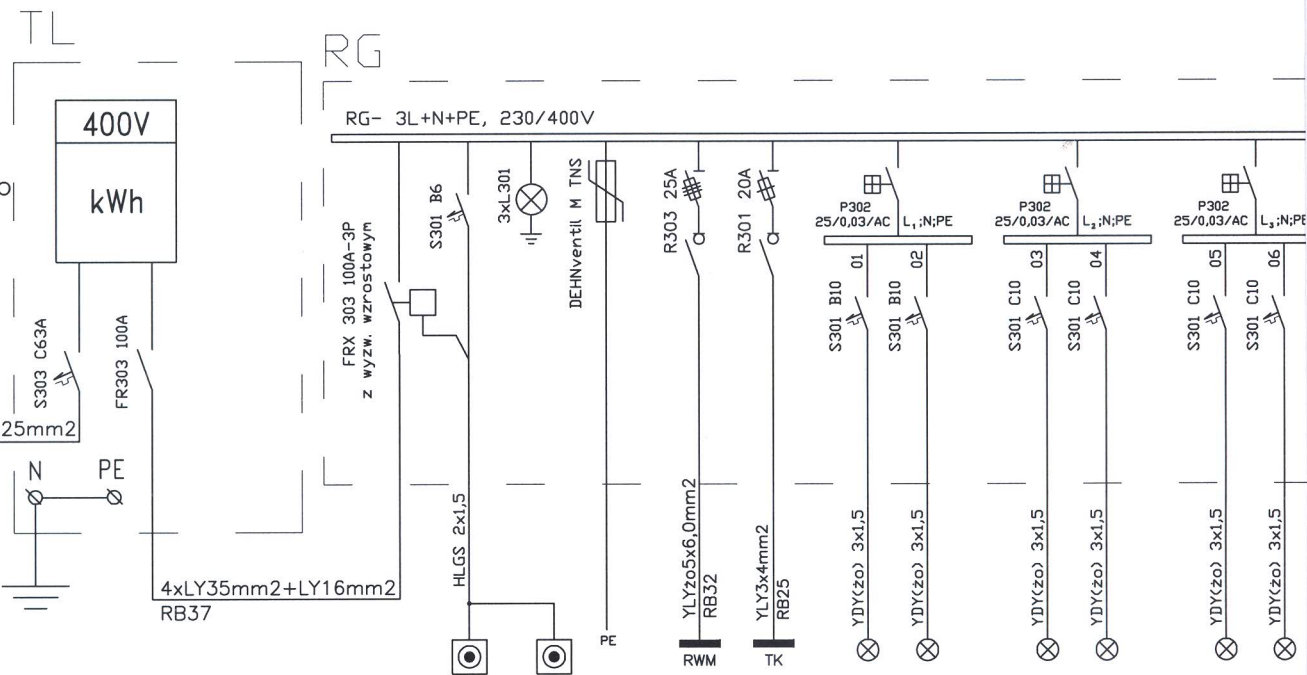 TL
RG
400V
kWh
RG- 3L+N+PE, 230/400V
S303 C63A
FR303 100A
25mm2
N
PE
4xLY35mm2+LY16mm2
RB37
FRX 303 100A-3P
z wyzw. wzrostowym
S301 B6
HLGS 2x1,5
3xL301
DEHNventil M TNS
PE
R303 25A
YLYżo5x6,0mm2
RB32
RWM
R301 20A
YLY3x4mm2
RB25
TK
P302
25/0,03/AC
L₁;N;PE
01
02
S301 B10
S301 B10
YDY(żo) 3x1,5
YDY(żo) 3x1,5
P302
25/0,03/AC
L₂;N;PE
03
04
S301 C10
S301 C10
YDY(żo) 3x1,5
YDY(żo) 3x1,5
P302
25/0,03/AC
L₃;N;PE
05
06
S301 C10
S301 C10
YDY(żo) 3x1,5
YDY(żo) 3x1,5